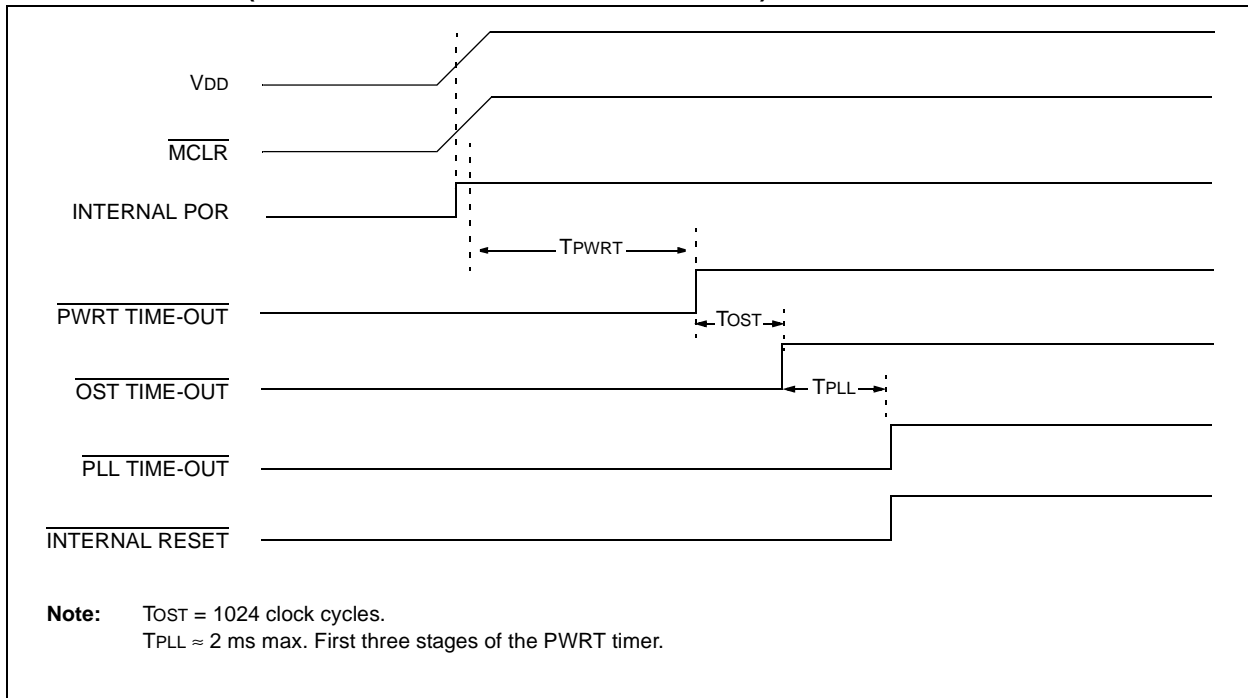 VDD
MCLR
INTERNAL POR
TPWRT
PWRT TIME-OUT
TOST
OST TIME-OUT
TPLL
PLL TIME-OUT
INTERNAL RESET
Note: TOST = 1024 clock cycles.
TPLL ≈ 2 ms max. First three stages of the PWRT timer.